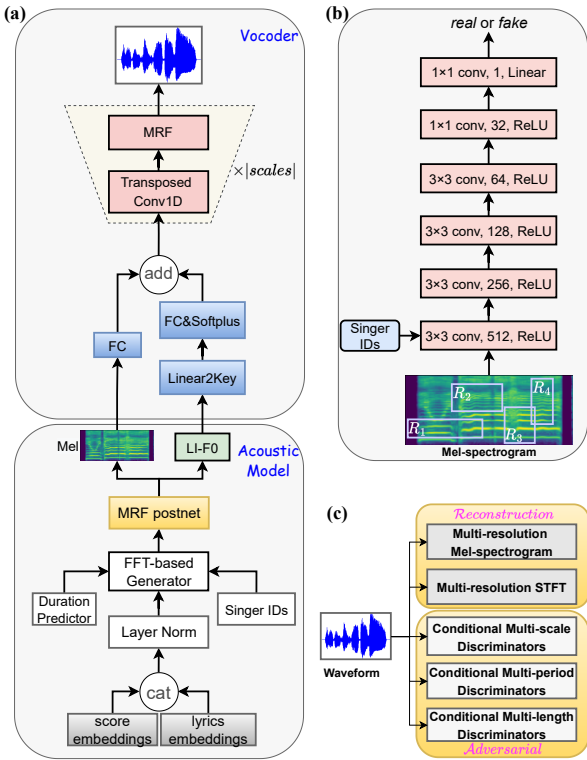 (a)
Vocoder
MRF
Transposed
Conv1D
×|scales|
add
FC&Softplus
FC
Linear2Key
Mel
LI-F0
Acoustic
Model
MRF postnet
FFT-based
Generator
Duration
Predictor
Singer IDs
Layer Norm
cat
score
embeddings
lyrics
embeddings
(b)
real or fake
1×1 conv, 1, Linear
1×1 conv, 32, ReLU
3×3 conv, 64, ReLU
3×3 conv, 128, ReLU
3×3 conv, 256, ReLU
Singer
IDs
3×3 conv, 512, ReLU
R1
R2
R3
R4
Mel-spectrogram
(c)
Reconstruction
Multi-resolution
Mel-spectrogram
Multi-resolution STFT
Waveform
Conditional Multi-scale
Discriminators
Conditional Multi-period
Discriminators
Conditional Multi-length
Discriminators
Adversarial